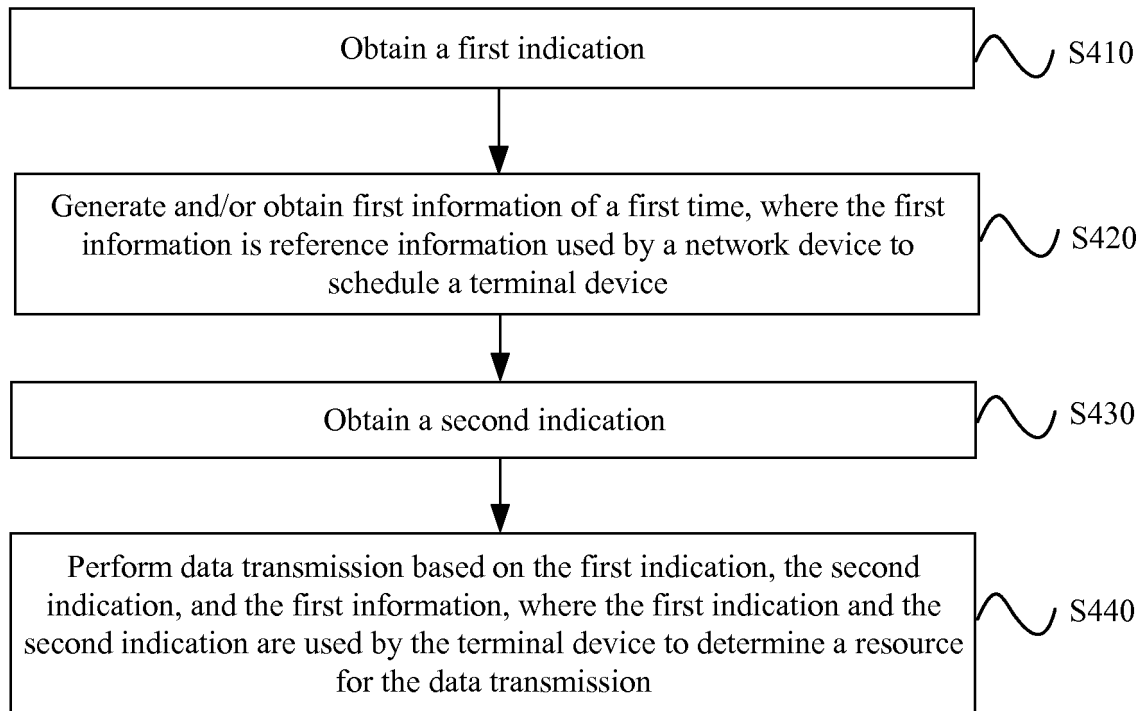 Obtain a first indication
S410
Generate and/or obtain first information of a first time, where the first
information is reference information used by a network device to
schedule a terminal device
S420
Obtain a second indication
S430
Perform data transmission based on the first indication, the second
indication, and the first information, where the first indication and the
second indication are used by the terminal device to determine a resource
for the data transmission
S440